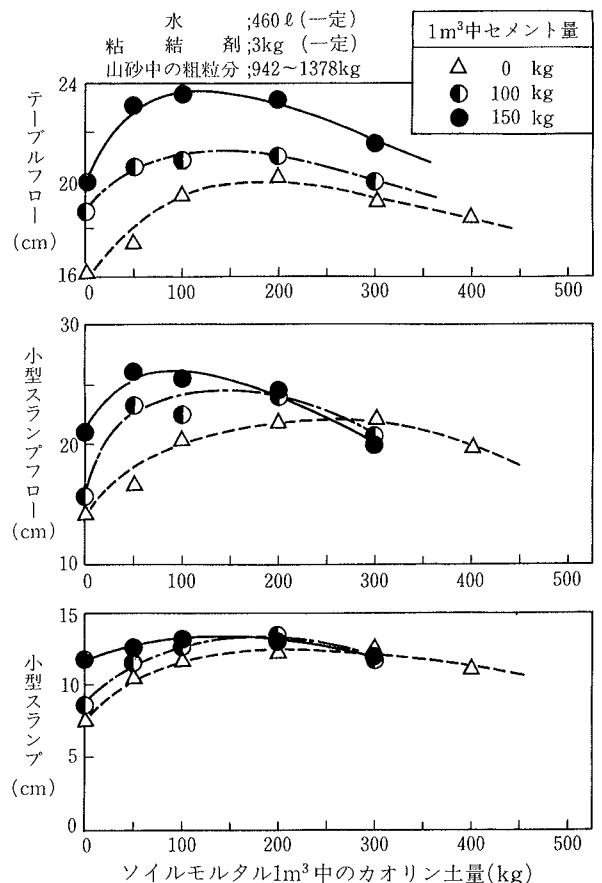 水 ;460ℓ(一定)
粘結剤;3kg (一定)
山砂中の粗粒分;942〜1378kg
1m³中セメント量
△ 0 kg
◐ 100 kg
● 150 kg
テーブルフロー
(cm)
24
20
16
0 100 200 300 400 500
小型スランプフロー
(cm)
30
20
10
0 100 200 300 400 500
小型スランプ
(cm)
15
10
5
0
0 100 200 300 400 500
ソイルモルタル1m³中のカオリン土量(kg)